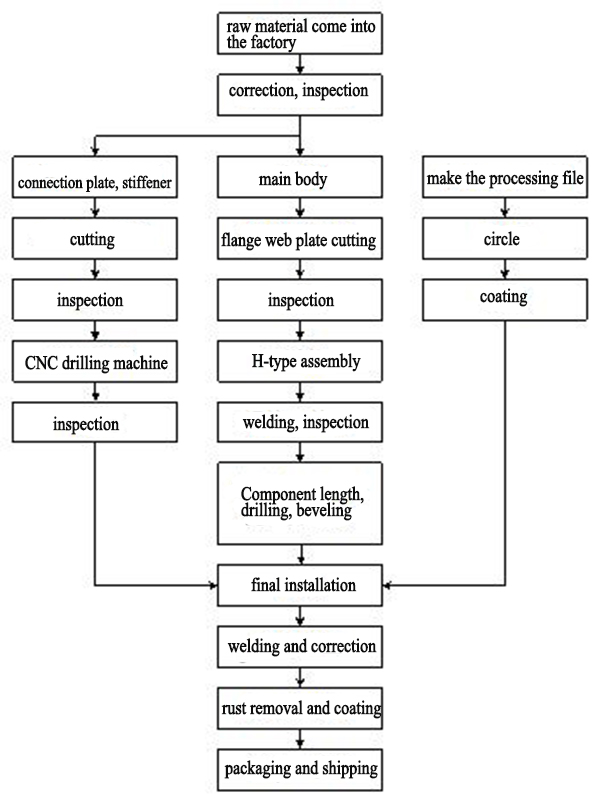 raw material come into
the factory
correction, inspection
connection plate, stiffener
main body
make the processing file
cutting
flange web plate cutting
circle
inspection
inspection
coating
CNC drilling machine
H-type assembly
inspection
welding, inspection
Component length,
drilling, beveling
final installation
welding and correction
rust removal and coating
packaging and shipping